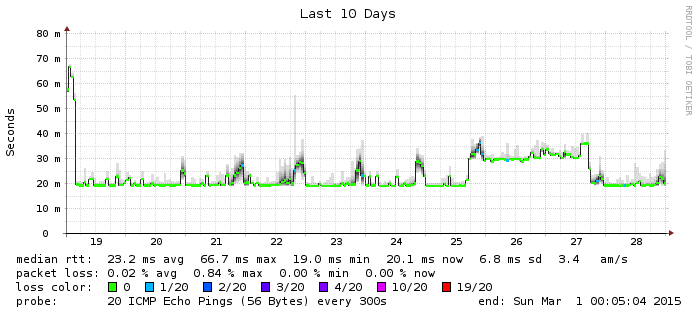 Last 10 Days
RRDTOOL / TOBI OETIKER
Seconds
80 m
70 m
60 m
50 m
40 m
30 m
20 m
10 m
0
19 20 21 22 23 24 25 26 27 28
median rtt: 23.2 ms avg 66.7 ms max 19.0 ms min 20.1 ms now 6.8 ms sd 3.4 am/s
packet loss: 0.02 % avg 0.84 % max 0.00 % min 0.00 % now
loss color: 0 1/20 2/20 3/20 4/20 10/20 19/20
probe: 20 ICMP Echo Pings (56 Bytes) every 300s end: Sun Mar 1 00:05:04 2015